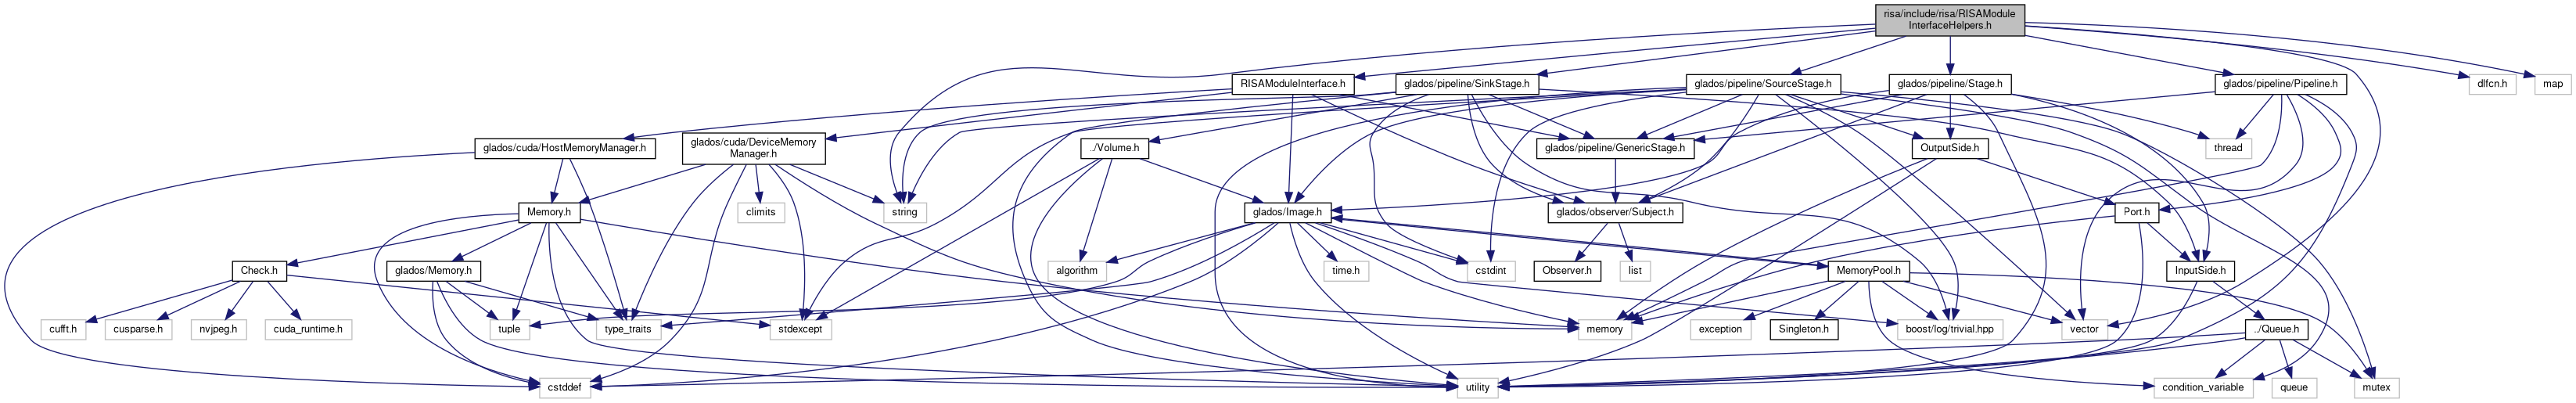 risa/include/risa/RISAModule
InterfaceHelpers.h
RISAModuleInterface.h
glados/pipeline/SinkStage.h
glados/pipeline/SourceStage.h
glados/pipeline/Stage.h
glados/pipeline/Pipeline.h
dlfcn.h
map
glados/cuda/HostMemoryManager.h
glados/cuda/DeviceMemory
Manager.h
../Volume.h
glados/pipeline/GenericStage.h
OutputSide.h
thread
Memory.h
climits
string
glados/Image.h
glados/observer/Subject.h
Port.h
Check.h
glados/Memory.h
algorithm
time.h
cstdint
Observer.h
list
MemoryPool.h
InputSide.h
cufft.h
cusparse.h
nvjpeg.h
cuda_runtime.h
tuple
type_traits
stdexcept
memory
exception
Singleton.h
boost/log/trivial.hpp
vector
../Queue.h
cstddef
utility
condition_variable
queue
mutex